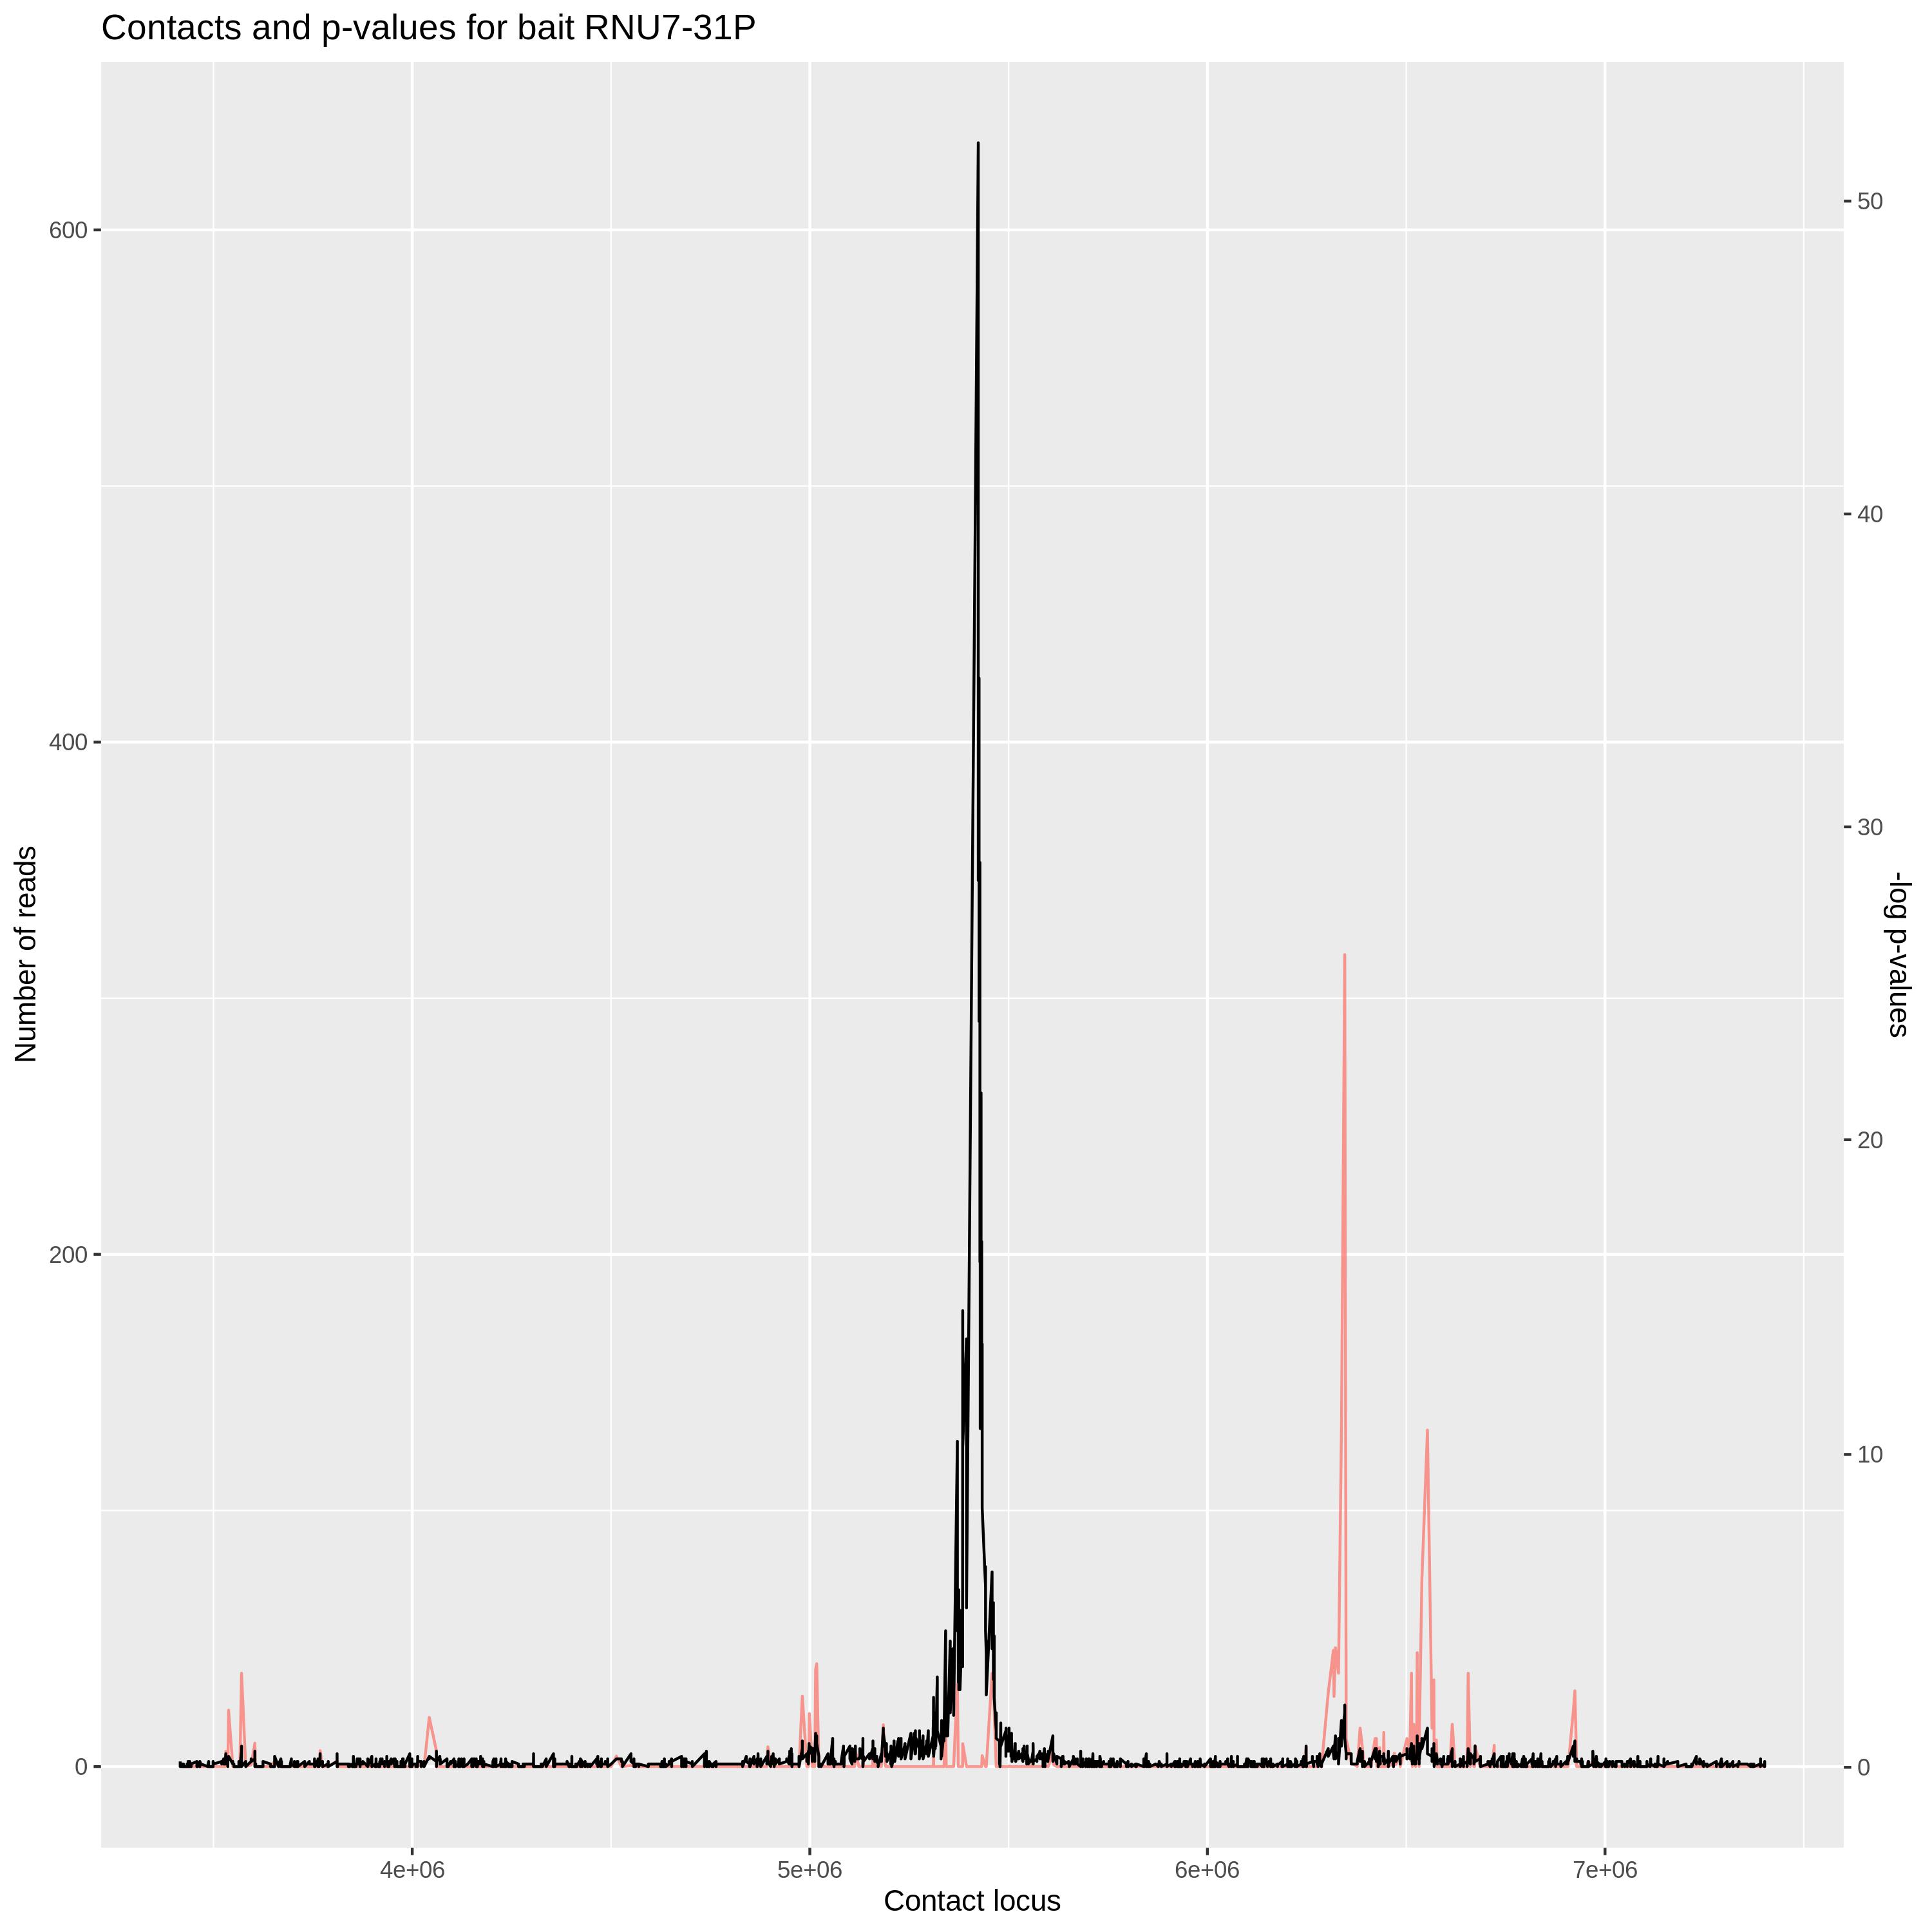 Contacts and p-values for bait RNU7-31P
600
400
200
0
Number of reads
50
40
30
20
10
0
-log p-values
4e+06
5e+06
6e+06
7e+06
Contact locus